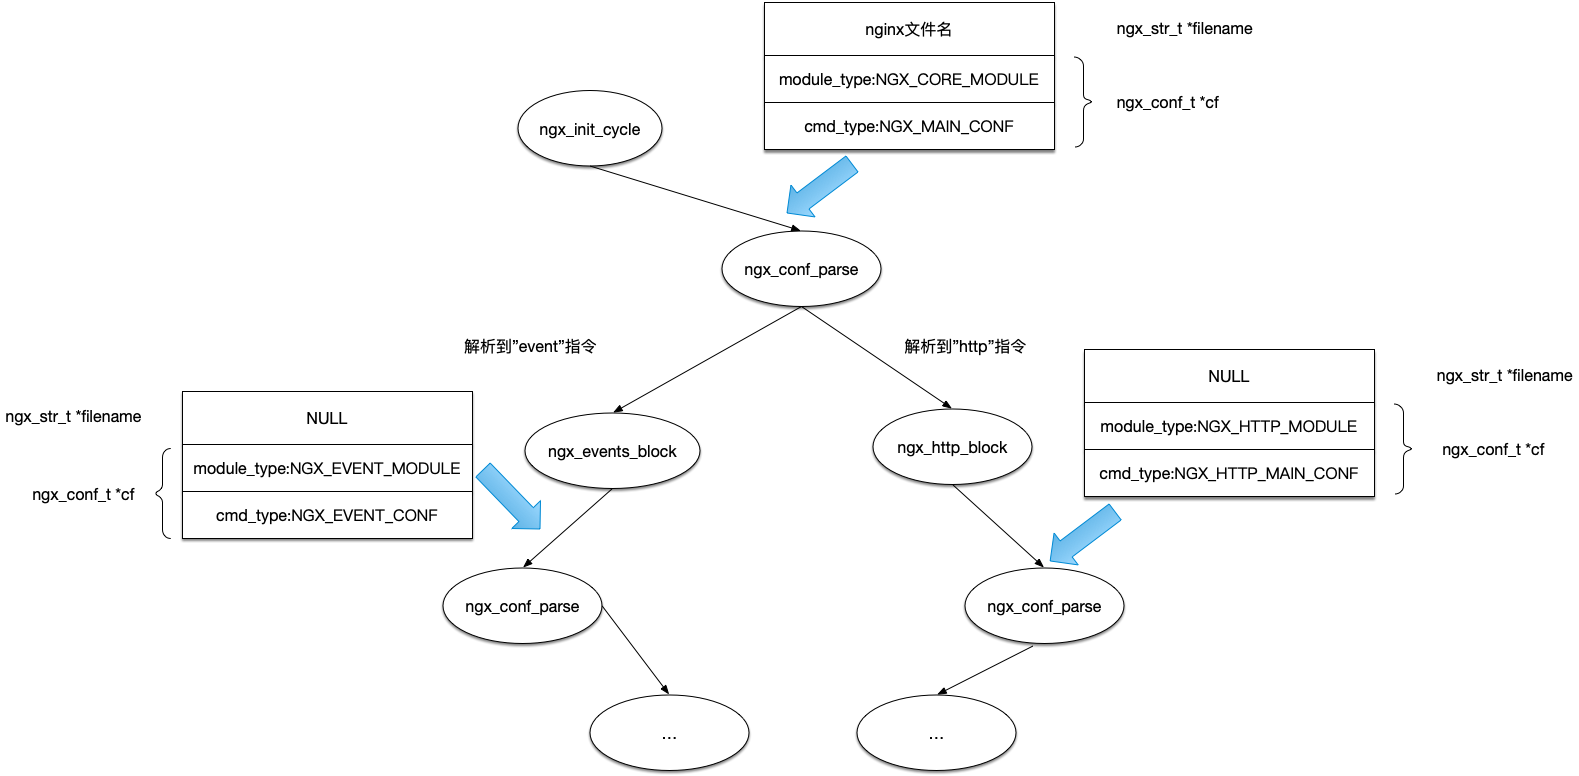 nginx文件名
ngx_str_t *filename
module_type:NGX_CORE_MODULE
ngx_conf_t *cf
cmd_type:NGX_MAIN_CONF
ngx_init_cycle
ngx_conf_parse
解析到”event”指令
解析到”http”指令
NULL
ngx_str_t *filename
ngx_str_t *filename
NULL
module_type:NGX_HTTP_MODULE
ngx_conf_t *cf
cmd_type:NGX_HTTP_MAIN_CONF
ngx_events_block
ngx_http_block
module_type:NGX_EVENT_MODULE
ngx_conf_t *cf
cmd_type:NGX_EVENT_CONF
ngx_conf_parse
ngx_conf_parse
...
...